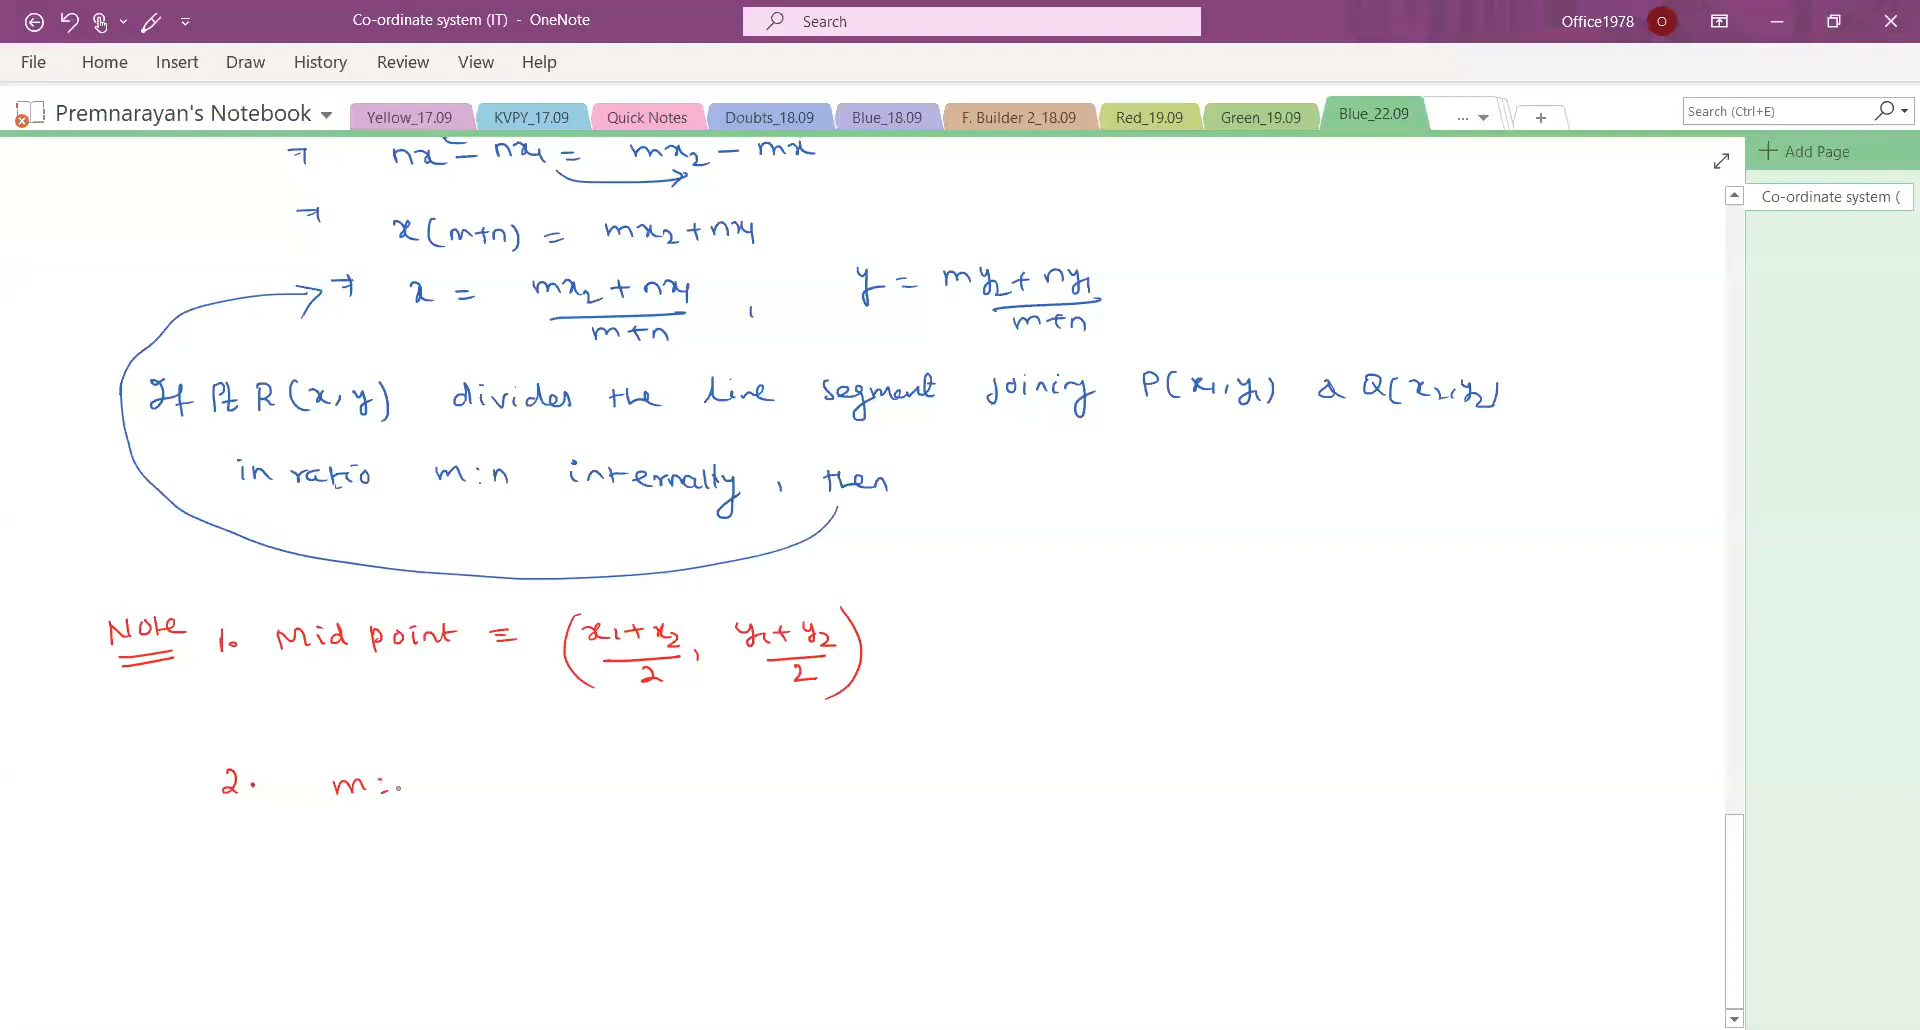 Co-ordinate system (IT) - OneNote
Search
Office1978
O
File Home Insert Draw History Review View Help
Premnarayan's Notebook
Yellow_17.09 KVPY_17.09 Quick Notes Doubts_18.09 Blue_18.09 F. Builder 2_18.09 Red_19.09 Green_19.09 Blue_22.09 ... +
Search (Ctrl+E)
+ Add Page
Co-ordinate system (
⇒ nx - nx₁ = mx₂ - mx
⇒ x(m+n) = mx₂ + nx₁
⇒ x = (mx₂ + nx₁)/(m+n) , y = (my₂ + ny₁)/(m+n)
If Pt R(x,y) divides the line segment joining P(x₁,y₁) & Q(x₂,y₂)
in ratio m:n internally, then
Note 1. Mid point ≡ ((x₁+x₂)/2, (y₁+y₂)/2)
2. m :